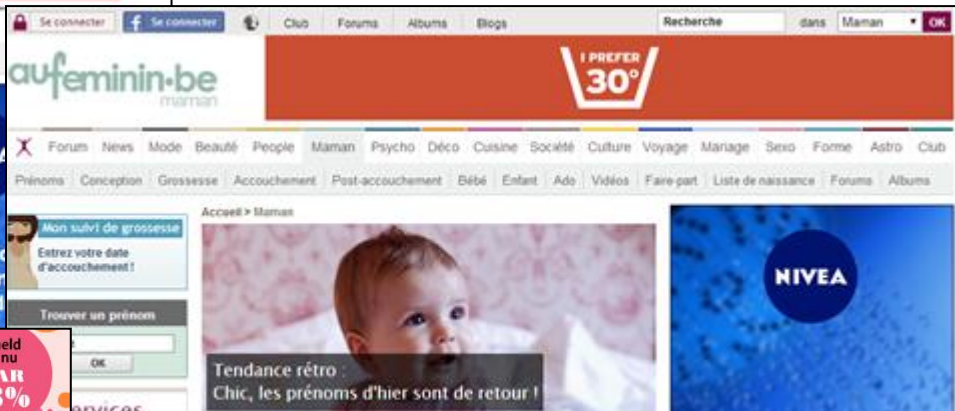 Se connecter
f Se connecter
Club Forums Albums Blogs
Recherche dans Maman OK
aufeminin.be
maman
I PREFER
30°
Forum News Mode Beauté People Maman Psycho Déco Cuisine Société Culture Voyage Mariage Sexo Forme Astro Club
Prénoms Conception Grossesse Accouchement Post-accouchement Bébé Enfant Ado Vidéos Faire-part Liste de naissance Forums Albums
Accueil > Maman
Mon suivi de grossesse
Entrez votre date
d'accouchement !
Trouver un prénom
OK
Tendance rétro :
Chic, les prénoms d'hier sont de retour !
NIVEA
nu